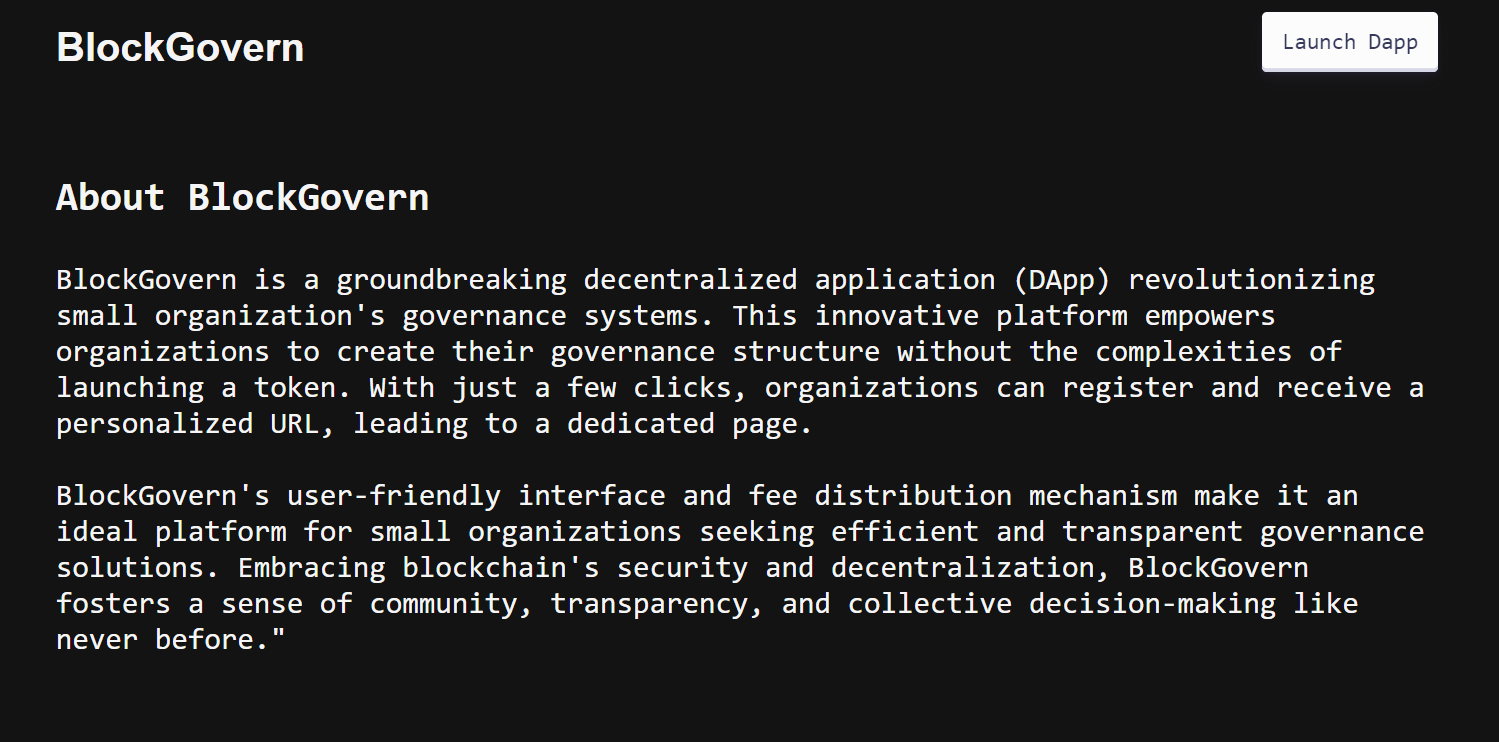 BlockGovern
Launch Dapp
About BlockGovern
BlockGovern is a groundbreaking decentralized application (DApp) revolutionizing
small organization's governance systems. This innovative platform empowers
organizations to create their governance structure without the complexities of
launching a token. With just a few clicks, organizations can register and receive a
personalized URL, leading to a dedicated page.
BlockGovern's user-friendly interface and fee distribution mechanism make it an
ideal platform for small organizations seeking efficient and transparent governance
solutions. Embracing blockchain's security and decentralization, BlockGovern
fosters a sense of community, transparency, and collective decision-making like
never before."